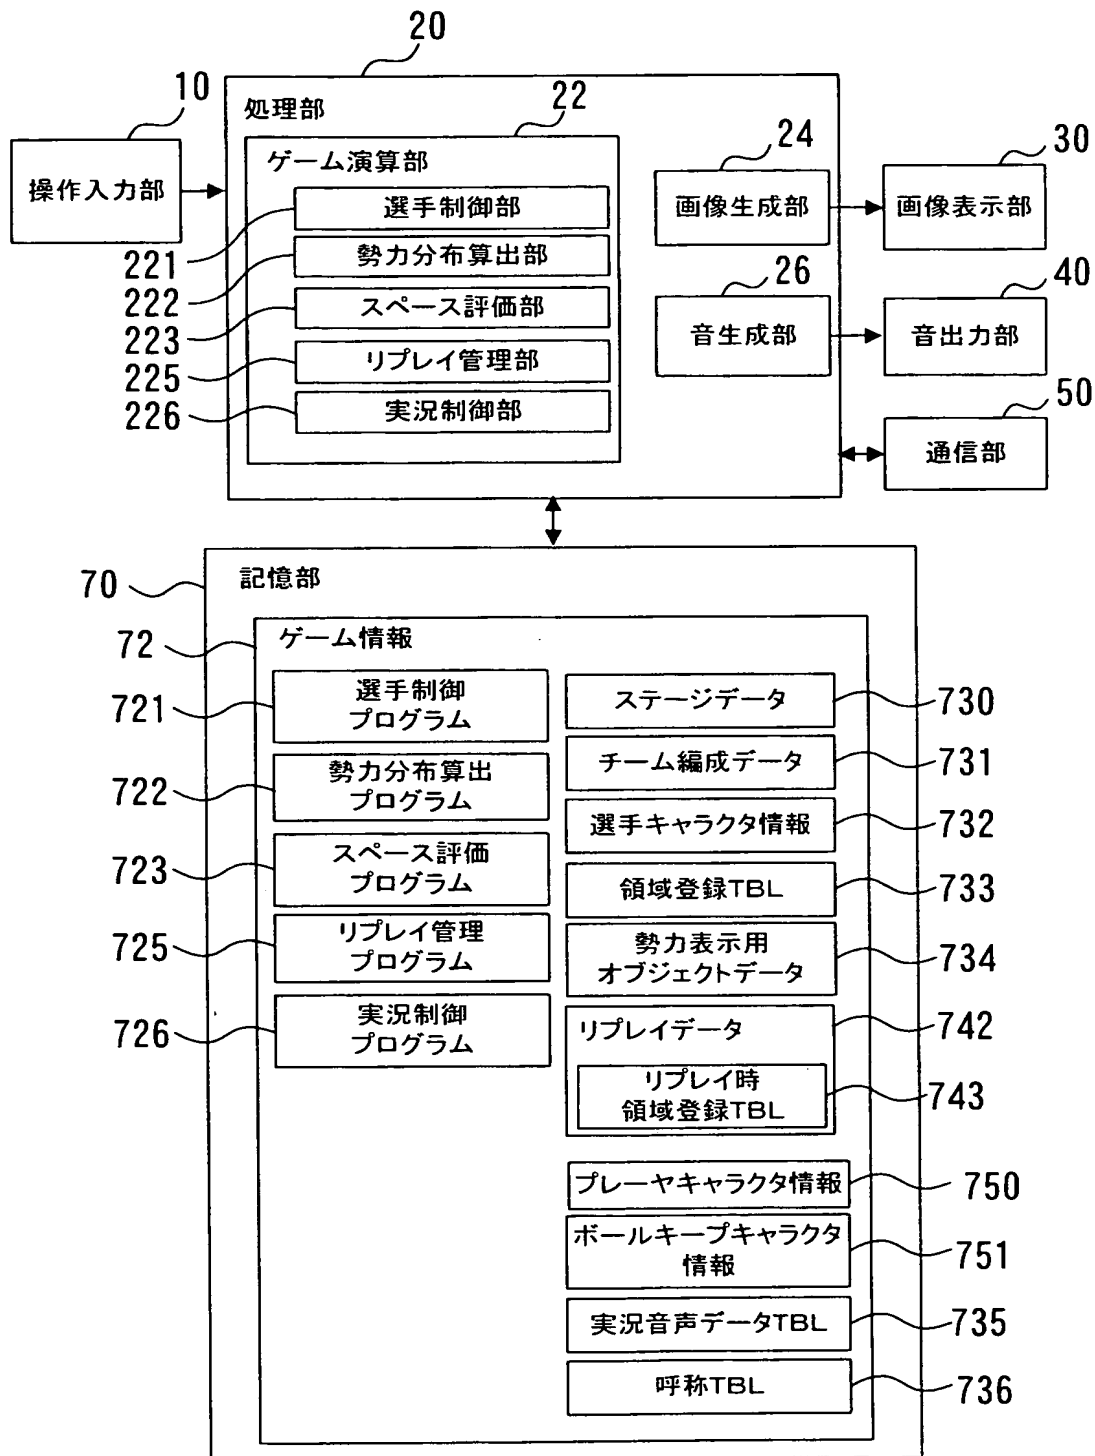 20
10
処理部
22
ゲーム演算部
24
30
操作入力部
選手制御部
画像生成部
画像表示部
221
勢力分布算出部
222
26
40
スペース評価部
223
音生成部
音出力部
リプレイ管理部
225
50
実況制御部
226
通信部
70
記憶部
72
ゲーム情報
721
選手制御
プログラム
ステージデータ
730
722
勢力分布算出
プログラム
チーム編成データ
731
選手キャラクタ情報
732
723
スペース評価
プログラム
領域登録TBL
733
725
リプレイ管理
プログラム
勢力表示用
オブジェクトデータ
734
726
実況制御
プログラム
リプレイデータ
742
リプレイ時
領域登録TBL
743
プレーヤキャラクタ情報
750
ボールキープキャラクタ
情報
751
実況音声データTBL
735
呼称TBL
736